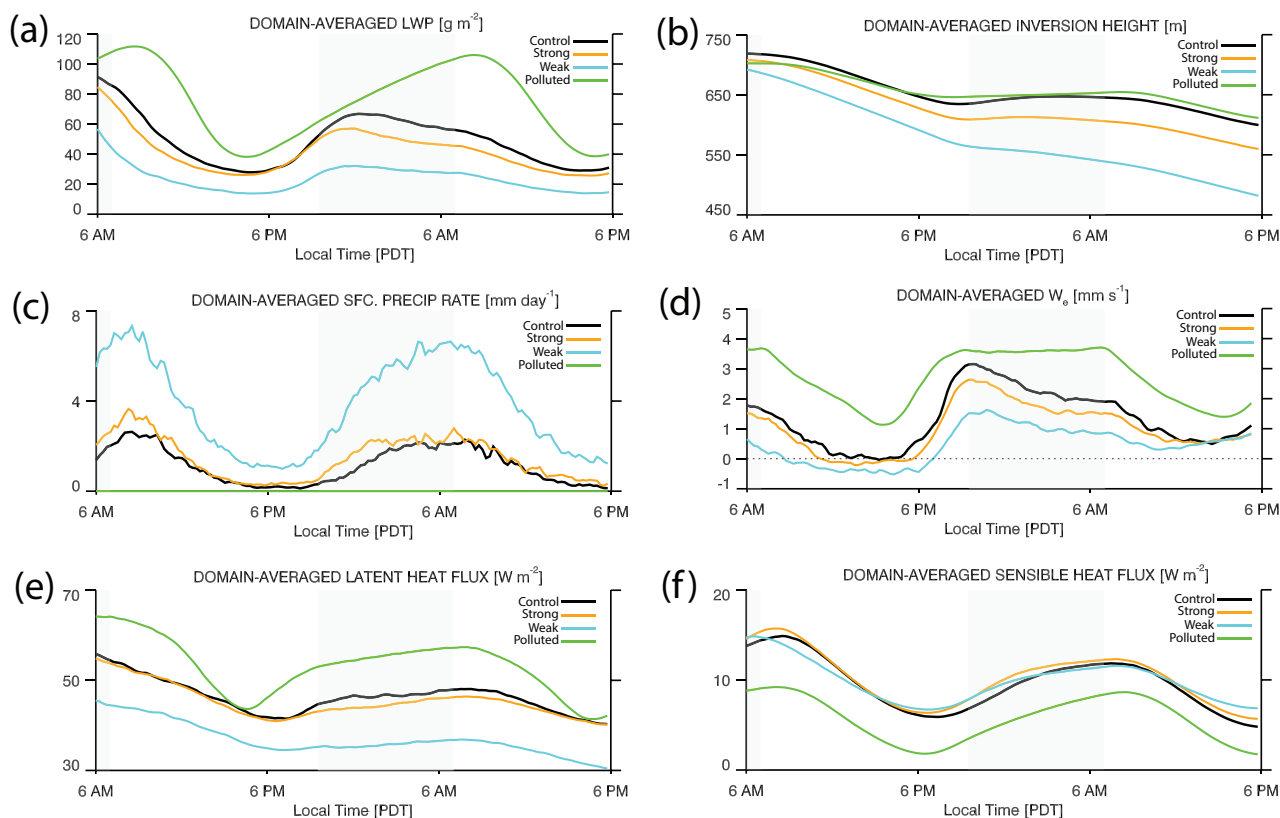 (a)
DOMAIN-AVERAGED LWP [g m-2]
120
100
80
60
40
20
0
Control
Strong
Weak
Polluted
6 AM 6 PM 6 AM 6 PM
Local Time [PDT]
(b)
DOMAIN-AVERAGED INVERSION HEIGHT [m]
750
650
550
450
Control
Strong
Weak
Polluted
6 AM 6 PM 6 AM 6 PM
Local Time [PDT]
(c)
DOMAIN-AVERAGED SFC. PRECIP RATE [mm day-1]
8
4
0
Control
Strong
Weak
Polluted
6 AM 6 PM 6 AM 6 PM
Local Time [PDT]
(d)
DOMAIN-AVERAGED We [mm s-1]
5
4
3
2
1
0
-1
Control
Strong
Weak
Polluted
6 AM 6 PM 6 AM 6 PM
Local Time [PDT]
(e)
DOMAIN-AVERAGED LATENT HEAT FLUX [W m-2]
70
50
30
Control
Strong
Weak
Polluted
6 AM 6 PM 6 AM 6 PM
Local Time [PDT]
(f)
DOMAIN-AVERAGED SENSIBLE HEAT FLUX [W m-2]
20
10
0
Control
Strong
Weak
Polluted
6 AM 6 PM 6 AM 6 PM
Local Time [PDT]